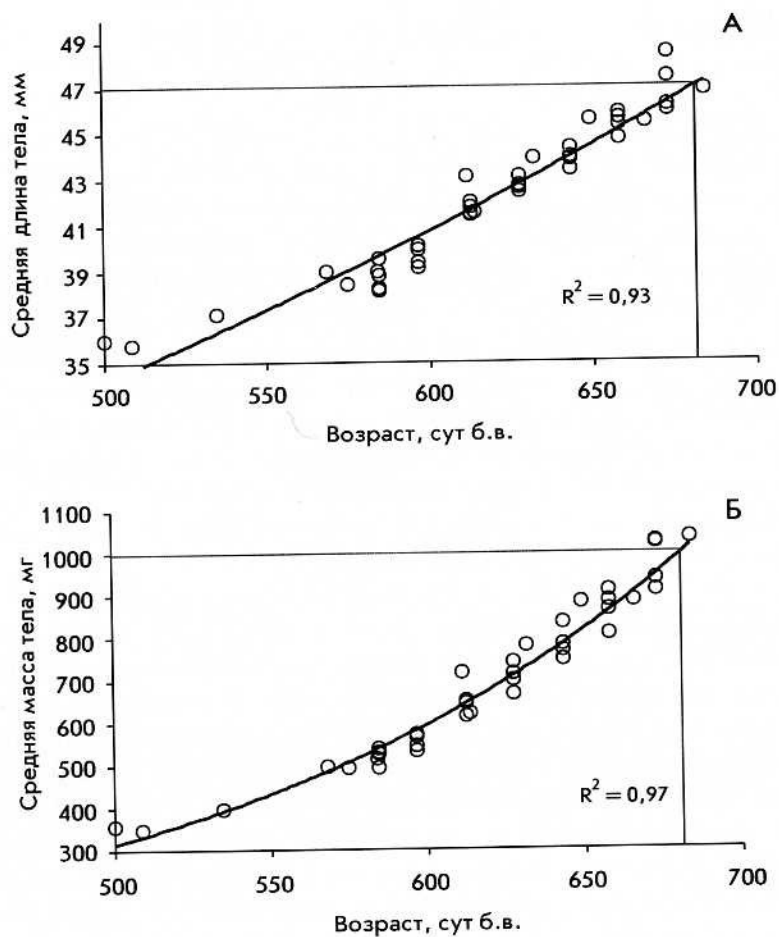 А
49
47
45
43
41
39
37
35
Средняя длина тела, мм
R² = 0,93
500 550 600 650 700
Возраст, сут б.в.
Б
1100
1000
900
800
700
600
500
400
300
Средняя масса тела, мг
R² = 0,97
500 550 600 650 700
Возраст, сут б.в.